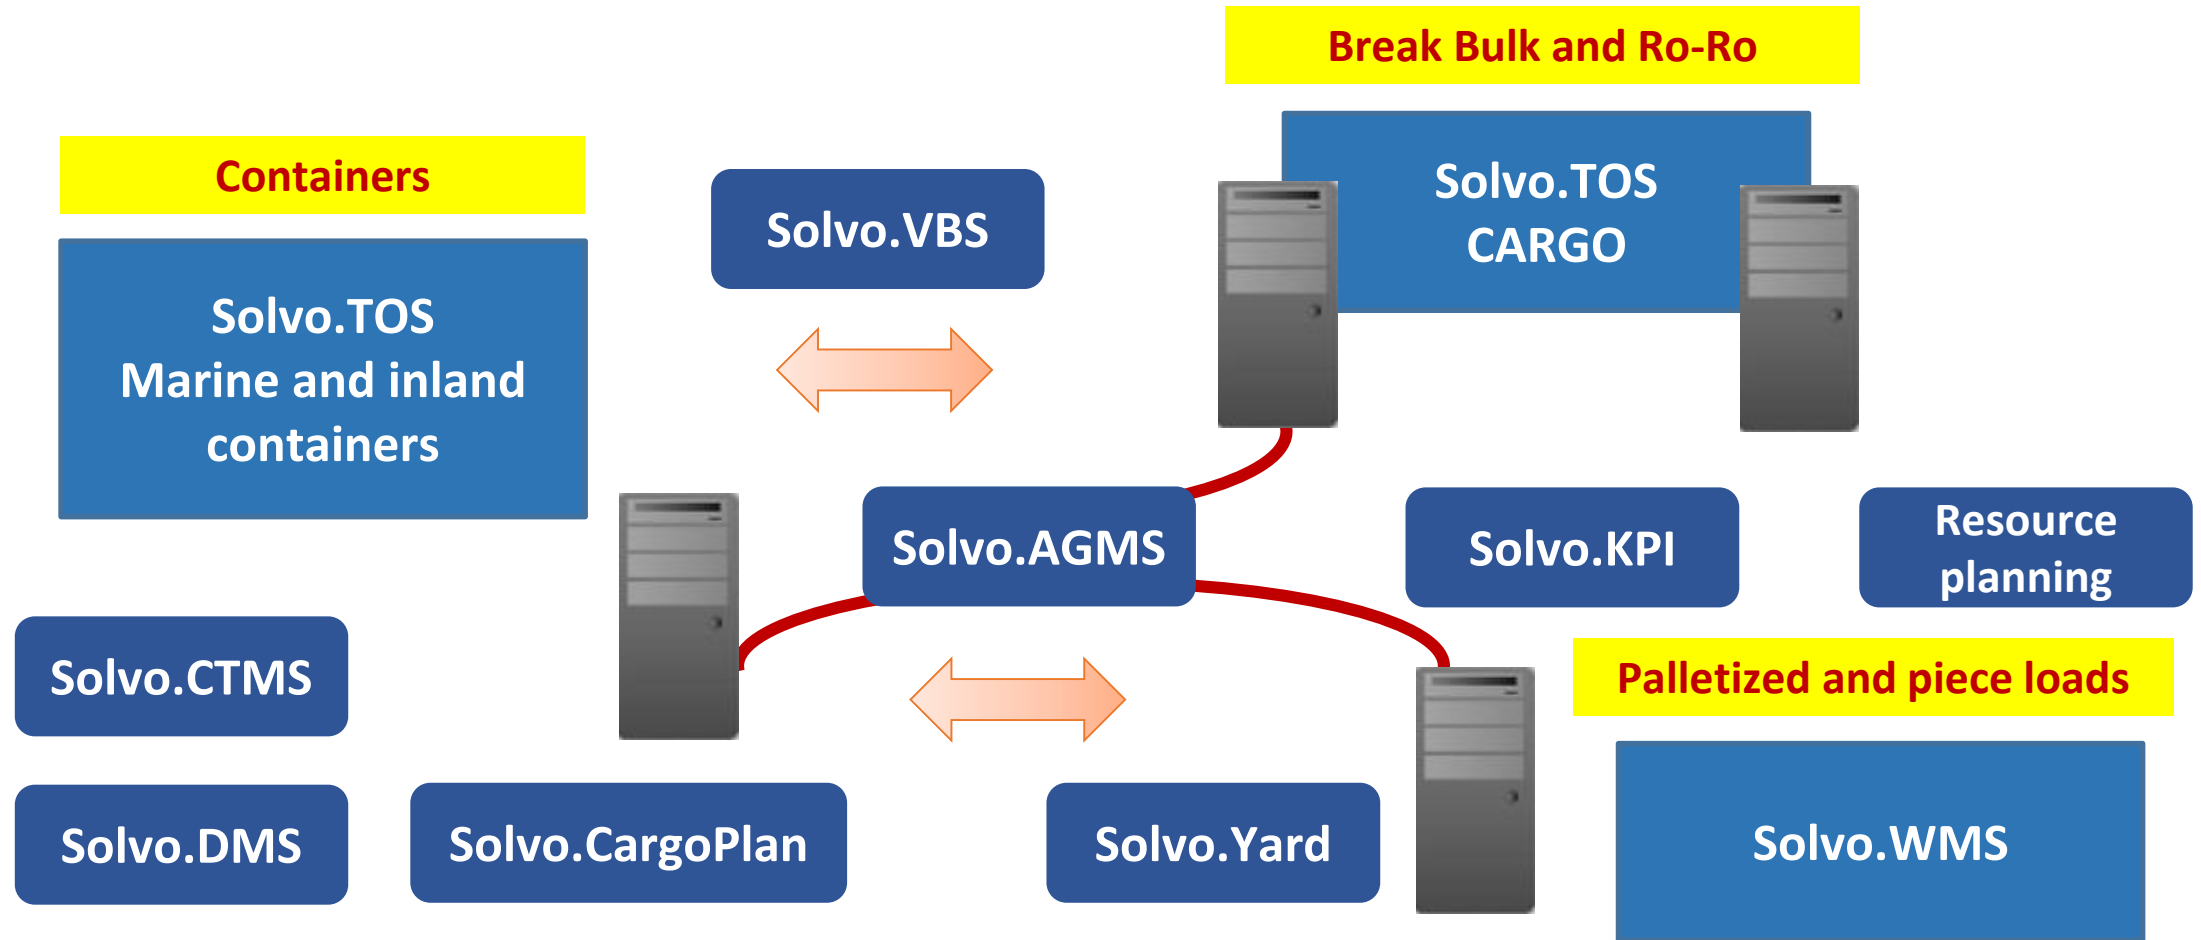 Break Bulk and Ro-Ro
Containers
Solvo.TOS
CARGO
Solvo.VBS
Solvo.TOS
Marine and inland
containers
Solvo.AGMS
Solvo.KPI
Resource
planning
Solvo.CTMS
Palletized and piece loads
Solvo.DMS
Solvo.CargoPlan
Solvo.Yard
Solvo.WMS